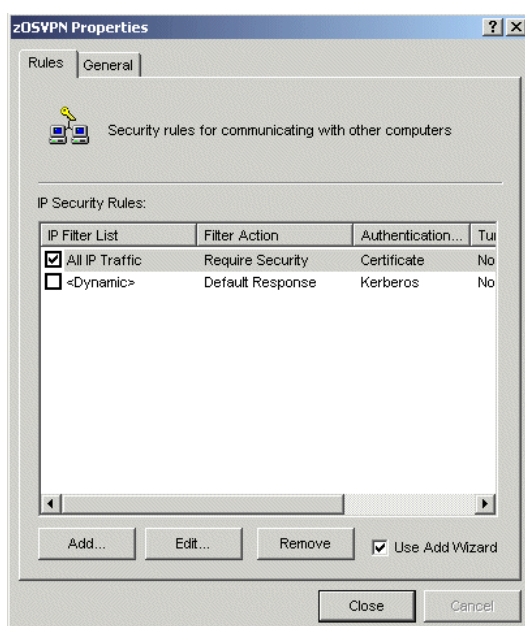 zOSVPN Properties
Rules General
Security rules for communicating with other computers
IP Security Rules:
IP Filter List Filter Action Authentication... Tu
All IP Traffic Require Security Certificate No
<Dynamic> Default Response Kerberos No
Add... Edit... Remove Use Add Wizard
Close Cancel